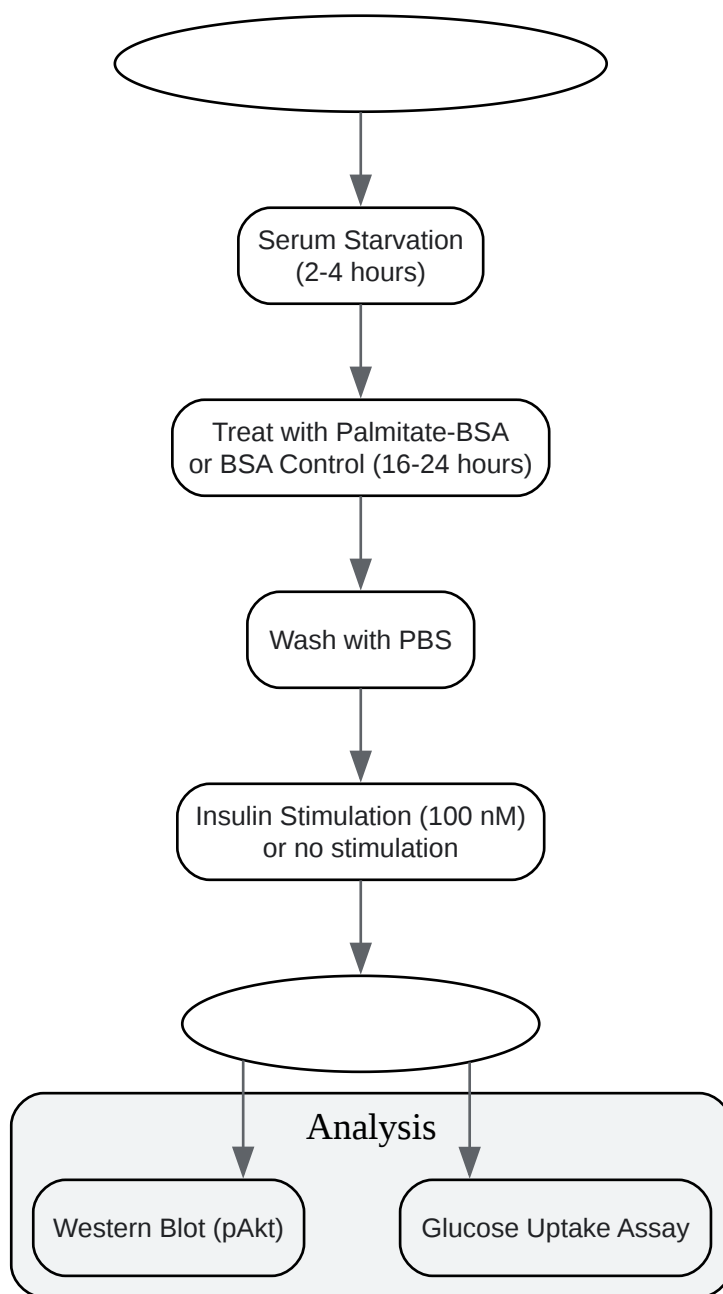 Serum Starvation
(2-4 hours)
Treat with Palmitate-BSA
or BSA Control (16-24 hours)
Wash with PBS
Insulin Stimulation (100 nM)
or no stimulation
Analysis
Western Blot (pAkt)
Glucose Uptake Assay